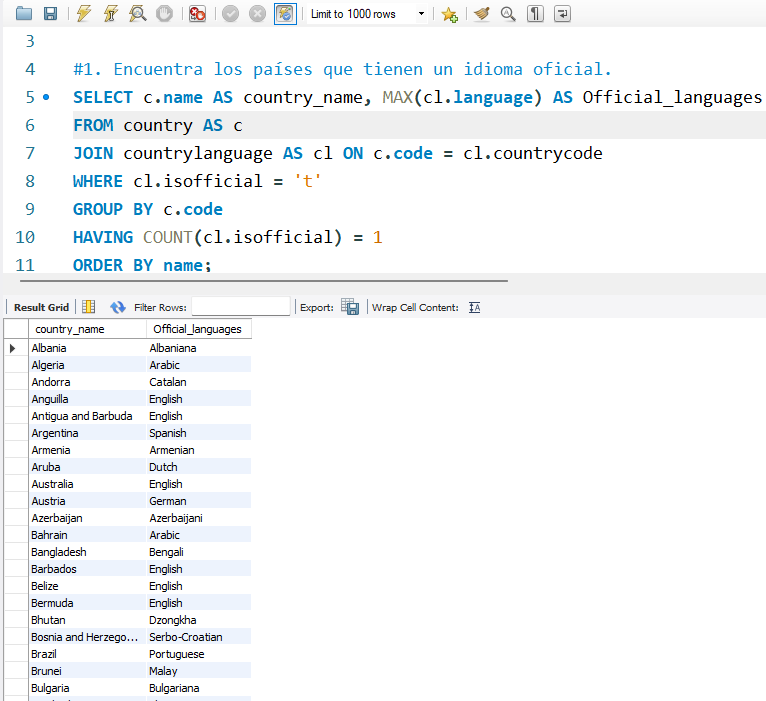 Limit to 1000 rows
3
4 #1. Encuentra los países que tienen un idioma oficial.
5 SELECT c.name AS country_name, MAX(cl.language) AS Official_languages
6 FROM country AS c
7 JOIN countrylanguage AS cl ON c.code = cl.countrycode
8 WHERE cl.isofficial = 't'
9 GROUP BY c.code
10 HAVING COUNT(cl.isofficial) = 1
11 ORDER BY name;
Result Grid Filter Rows: Export: Wrap Cell Content: IA
country_name Official_languages
Albania Albaniana
Algeria Arabic
Andorra Catalan
Anguilla English
Antigua and Barbuda English
Argentina Spanish
Armenia Armenian
Aruba Dutch
Australia English
Austria German
Azerbaijan Azerbaijani
Bahrain Arabic
Bangladesh Bengali
Barbados English
Belize English
Bermuda English
Bhutan Dzongkha
Bosnia and Herzego... Serbo-Croatian
Brazil Portuguese
Brunei Malay
Bulgaria Bulgariana